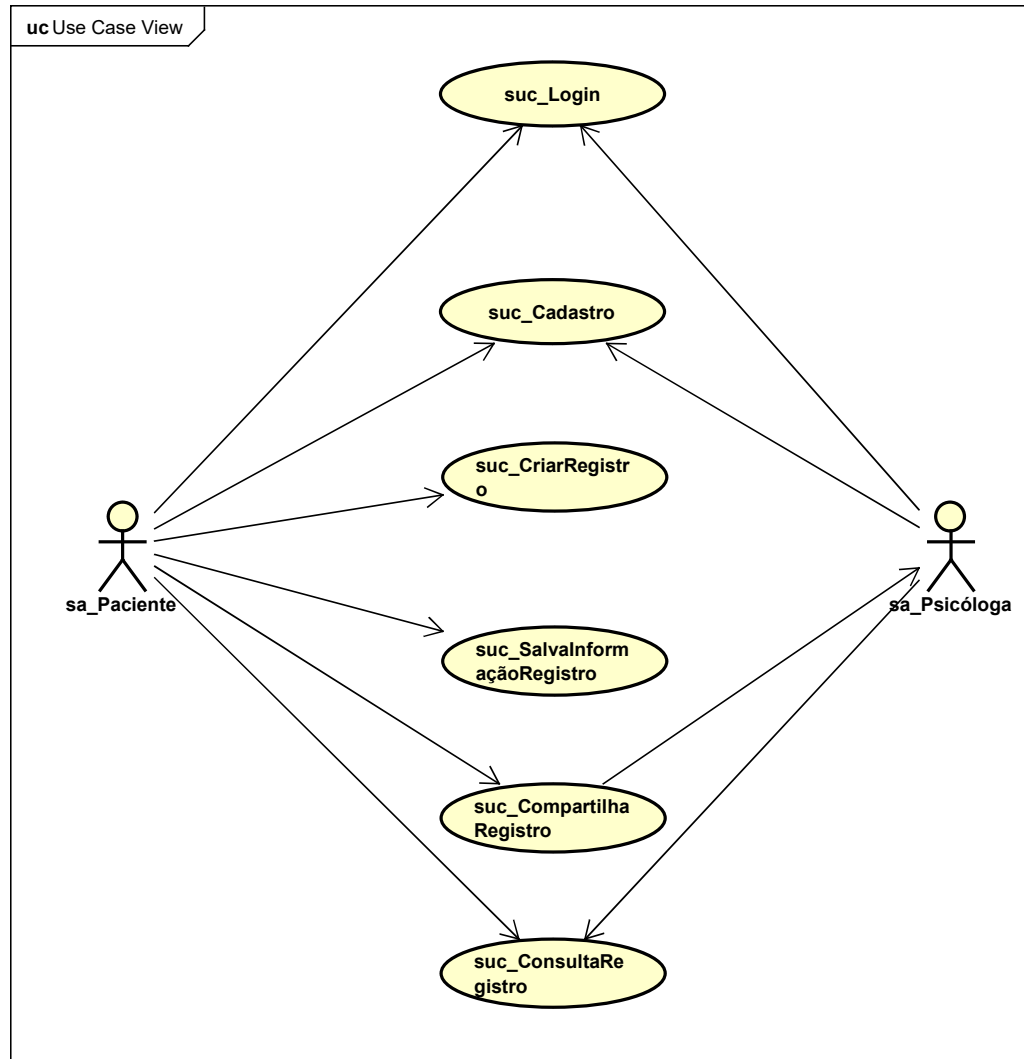 uc Use Case View
suc_Login
suc_Cadastro
suc_CriarRegistr
o
sa_Paciente
sa_Psicóloga
suc_SalvaInform
açãoRegistro
suc_Compartilha
Registro
suc_ConsultaRe
gistro